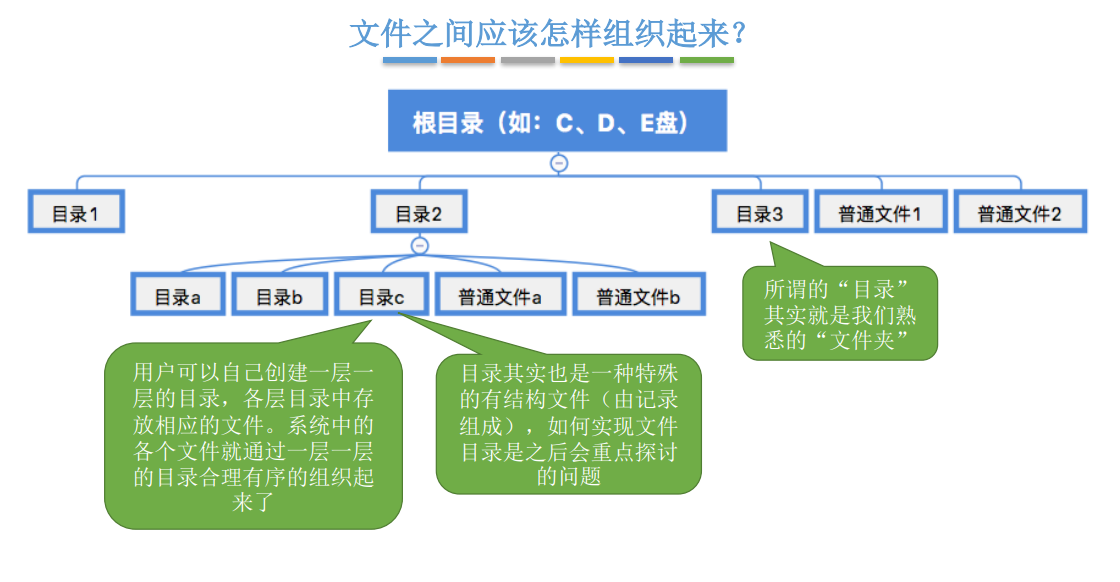 文件之间应该怎样组织起来？
根目录（如：C、D、E盘）
目录1
目录2
目录3
普通文件1
普通文件2
目录a
目录b
目录c
普通文件a
普通文件b
所谓的“目录”
其实就是我们熟
悉的“文件夹”
用户可以自己创建一层一
层的目录，各层目录中存
放相应的文件。系统中的
各个文件就通过一层一层
的目录合理有序的组织起
来了
目录其实也是一种特殊
的有结构文件（由记录
组成），如何实现文件
目录是之后会重点探讨
的问题